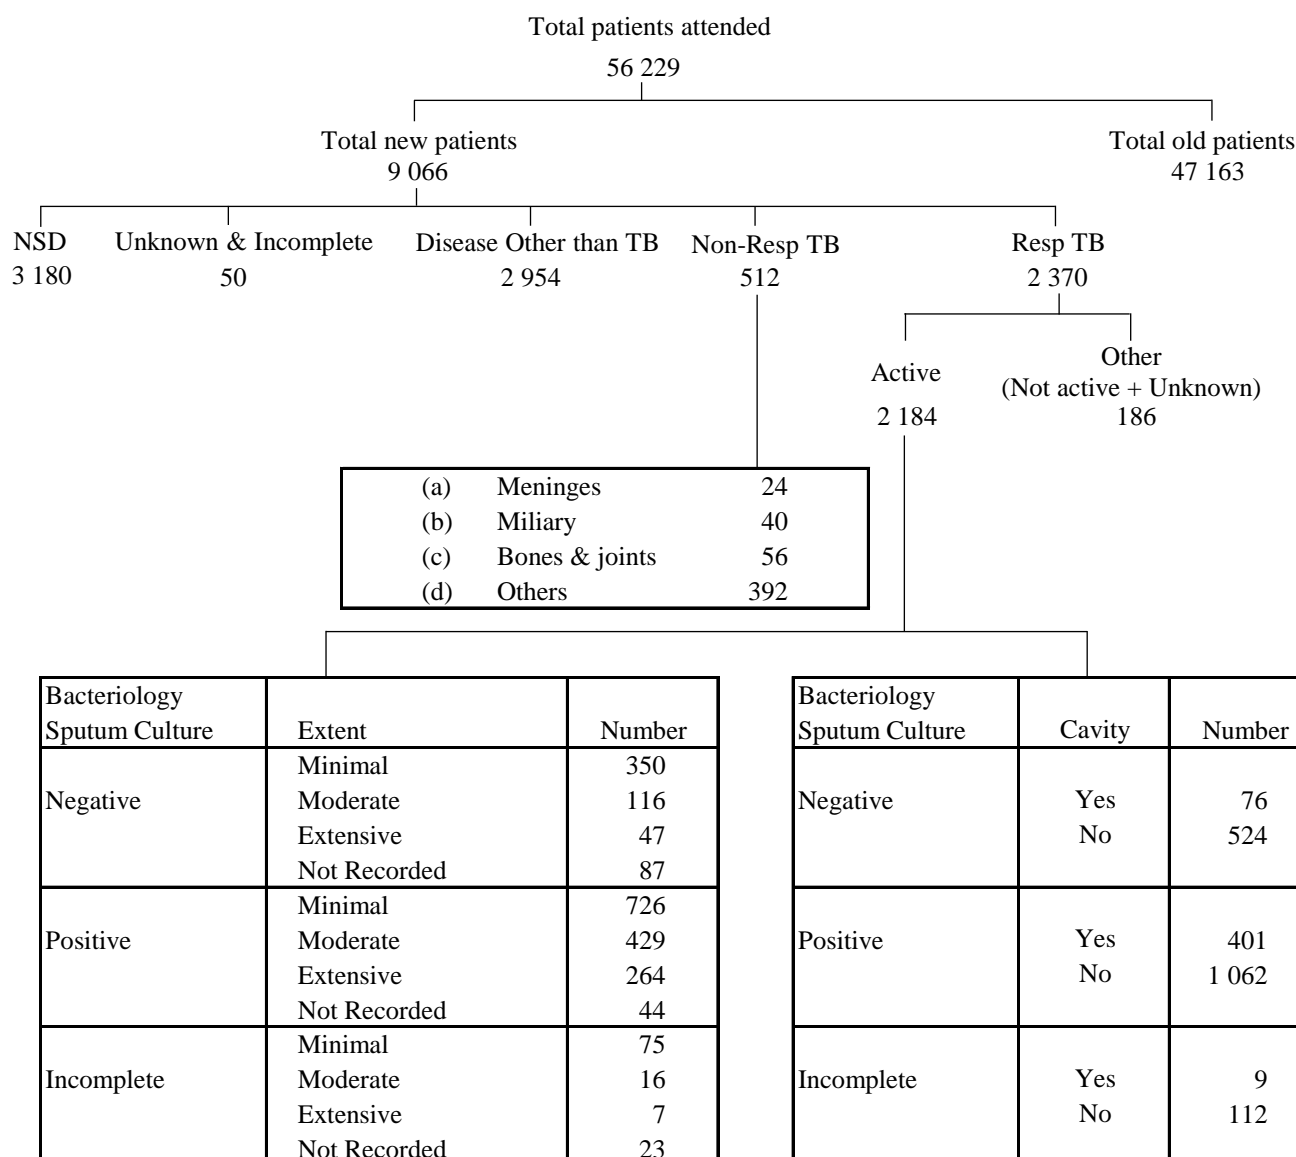 Total patients attended
56 229
Total new patients
9 066
Total old patients
47 163
NSD
3 180
Unknown & Incomplete
50
Disease Other than TB
2 954
Non-Resp TB
512
Resp TB
2 370
Active
2 184
Other
(Not active + Unknown)
186
(a) Meninges 24
(b) Miliary 40
(c) Bones & joints 56
(d) Others 392
Bacteriology
Sputum Culture Extent Number
Minimal 350
Negative Moderate 116
Extensive 47
Not Recorded 87
Minimal 726
Positive Moderate 429
Extensive 264
Not Recorded 44
Minimal 75
Incomplete Moderate 16
Extensive 7
Not Recorded 23
Bacteriology
Sputum Culture Cavity Number
Negative Yes 76
No 524
Positive Yes 401
No 1 062
Incomplete Yes 9
No 112